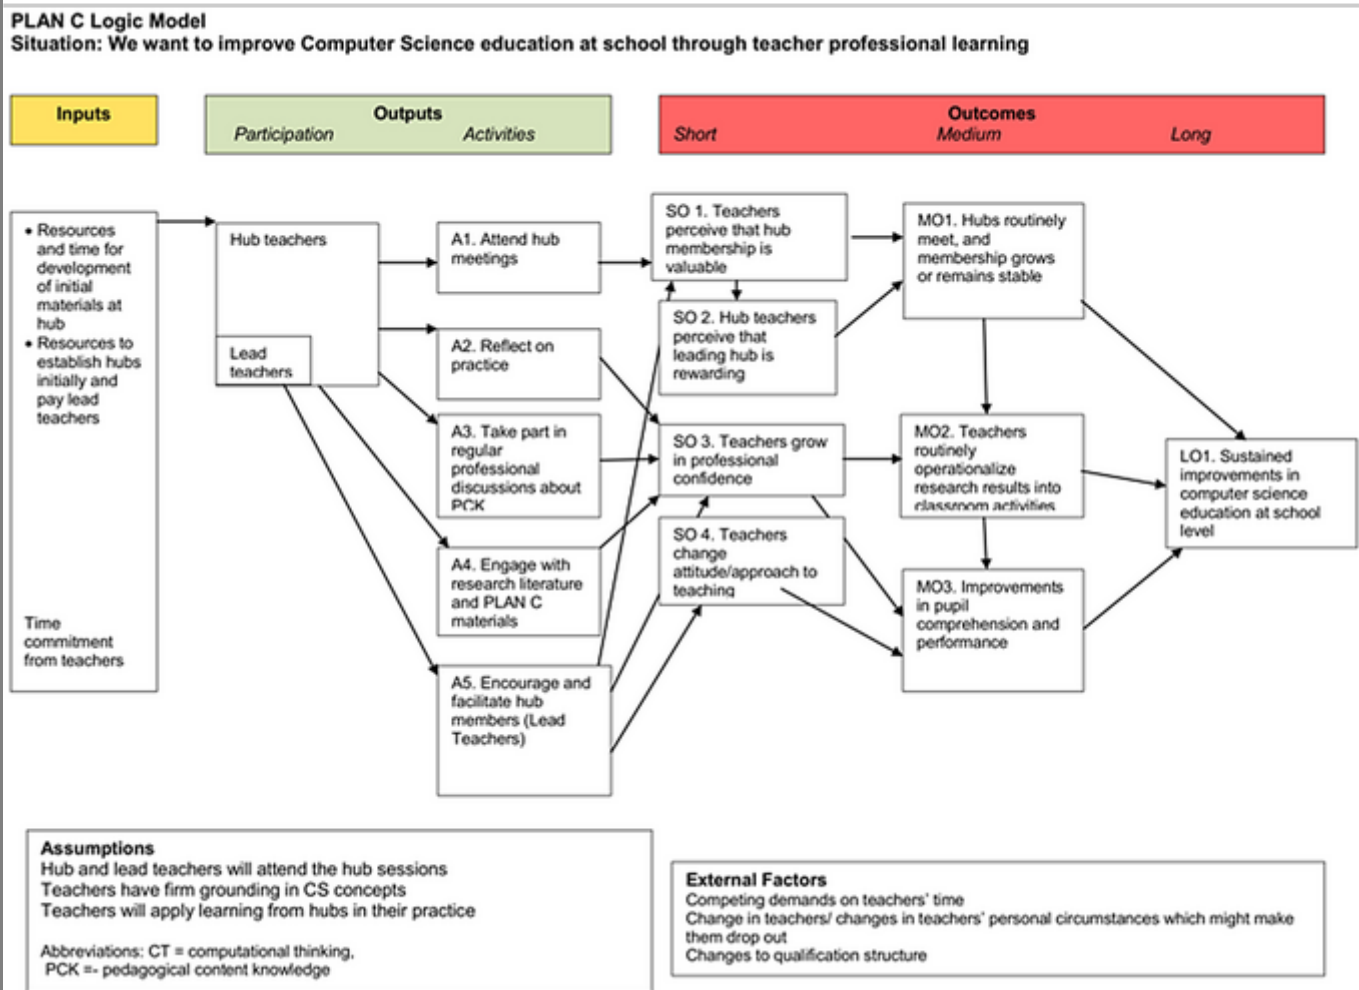 PLAN C Logic Model
Situation: We want to improve Computer Science education at school through teacher professional learning
Inputs
Outputs
Participation
Activities
Outcomes
Short
Medium
Long
• Resources
and time for
development
of initial
materials at
hub
• Resources to
establish hubs
initially and
pay lead
teachers
Time
commitment
from teachers
Hub teachers
Lead
teachers
A1. Attend hub
meetings
A2. Reflect on
practice
A3. Take part in
regular
professional
discussions about
PCK
A4. Engage with
research literature
and PLAN C
materials
A5. Encourage and
facilitate hub
members (Lead
Teachers)
SO 1. Teachers
perceive that hub
membership is
valuable
SO 2. Hub teachers
perceive that
leading hub is
rewarding
SO 3. Teachers grow
in professional
confidence
SO 4. Teachers
change
attitude/approach to
teaching
MO1. Hubs routinely
meet, and
membership grows
or remains stable
MO2. Teachers
routinely
operationalize
research results into
classroom activities
MO3. Improvements
in pupil
comprehension and
performance
LO1. Sustained
improvements in
computer science
education at school
level
Assumptions
Hub and lead teachers will attend the hub sessions
Teachers have firm grounding in CS concepts
Teachers will apply learning from hubs in their practice
Abbreviations: CT = computational thinking,
PCK =- pedagogical content knowledge
External Factors
Competing demands on teachers' time
Change in teachers/ changes in teachers' personal circumstances which might make
them drop out
Changes to qualification structure